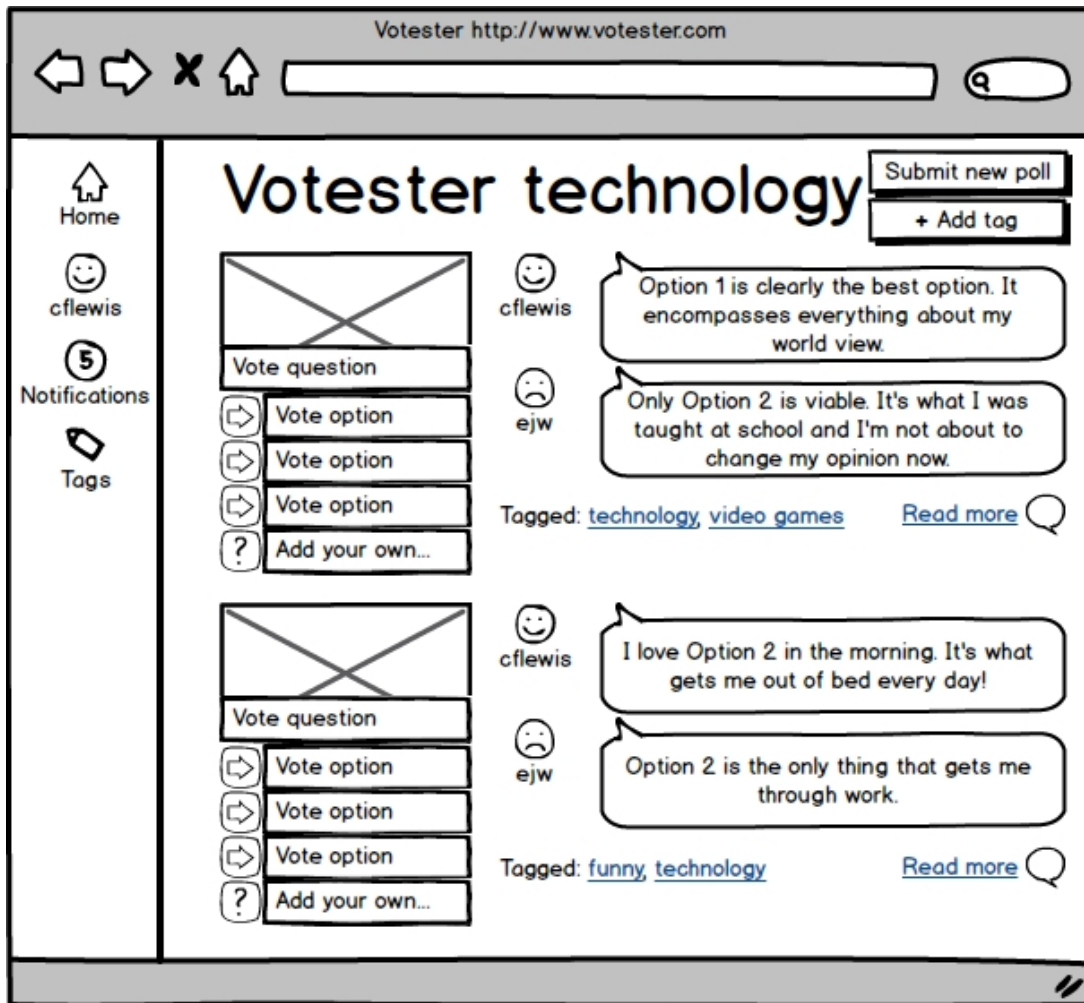 Votester http://www.votester.com
Home
cflewis
5
Notifications
Tags
Votester technology
Submit new poll
+ Add tag
Vote question
Vote option
Vote option
Vote option
? Add your own...
cflewis
Option 1 is clearly the best option. It
encompasses everything about my
world view.
ejw
Only Option 2 is viable. It's what I was
taught at school and I'm not about to
change my opinion now.
Tagged: technology, video games
Read more
Vote question
Vote option
Vote option
Vote option
? Add your own...
cflewis
I love Option 2 in the morning. It's what
gets me out of bed every day!
ejw
Option 2 is the only thing that gets me
through work.
Tagged: funny, technology
Read more